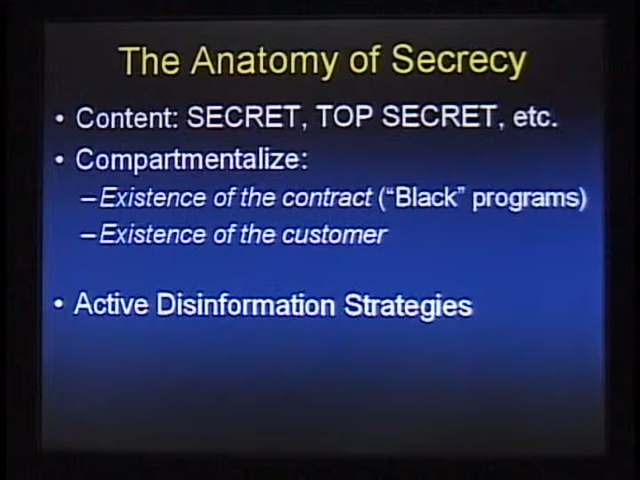 The Anatomy of Secrecy
• Content: SECRET, TOP SECRET, etc.
• Compartmentalize:
–Existence of the contract (“Black” programs)
–Existence of the customer
• Active Disinformation Strategies